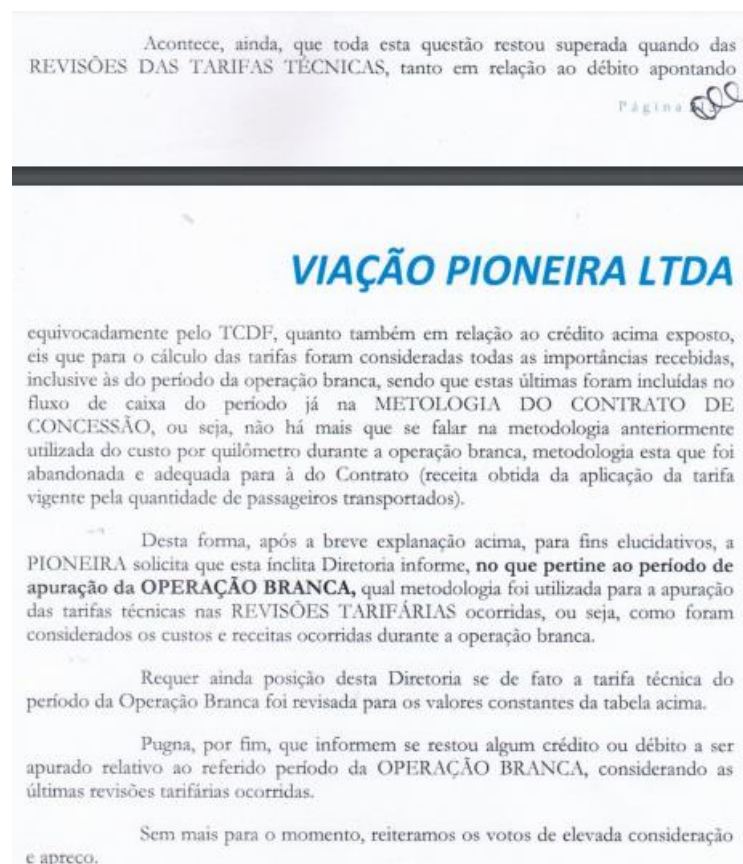 Acontece, ainda, que toda esta questão restou superada quando das
REVISÕES DAS TARIFAS TÉCNICAS, tanto em relação ao débito apontando
Página
VIAÇÃO PIONEIRA LTDA
equivocadamente pelo TCDF, quanto também em relação ao crédito acima exposto,
eis que para o cálculo das tarifas foram consideradas todas as importâncias recebidas,
inclusive às do período da operação branca, sendo que estas últimas foram incluídas no
fluxo de caixa do período já na METOLOGIA DO CONTRATO DE
CONCESSÃO, ou seja, não há mais que se falar na metodologia anteriormente
utilizada do custo por quilômetro durante a operação branca, metodologia esta que foi
abandonada e adequada para à do Contrato (receita obtida da aplicação da tarifa
vigente pela quantidade de passageiros transportados).
Desta forma, após a breve explanação acima, para fins elucidativos, a
PIONEIRA solicita que esta ínclita Diretoria informe, no que pertine ao período de
apuração da OPERAÇÃO BRANCA, qual metodologia foi utilizada para a apuração
das tarifas técnicas nas REVISÕES TARIFÁRIAS ocorridas, ou seja, como foram
considerados os custos e receitas ocorridas durante a operação branca.
Requer ainda posição desta Diretoria se de fato a tarifa técnica do
período da Operação Branca foi revisada para os valores constantes da tabela acima.
Pugna, por fim, que informem se restou algum crédito ou débito a ser
apurado relativo ao referido período da OPERAÇÃO BRANCA, considerando as
últimas revisões tarifárias ocorridas.
Sem mais para o momento, reiteramos os votos de elevada consideração
e apreço.